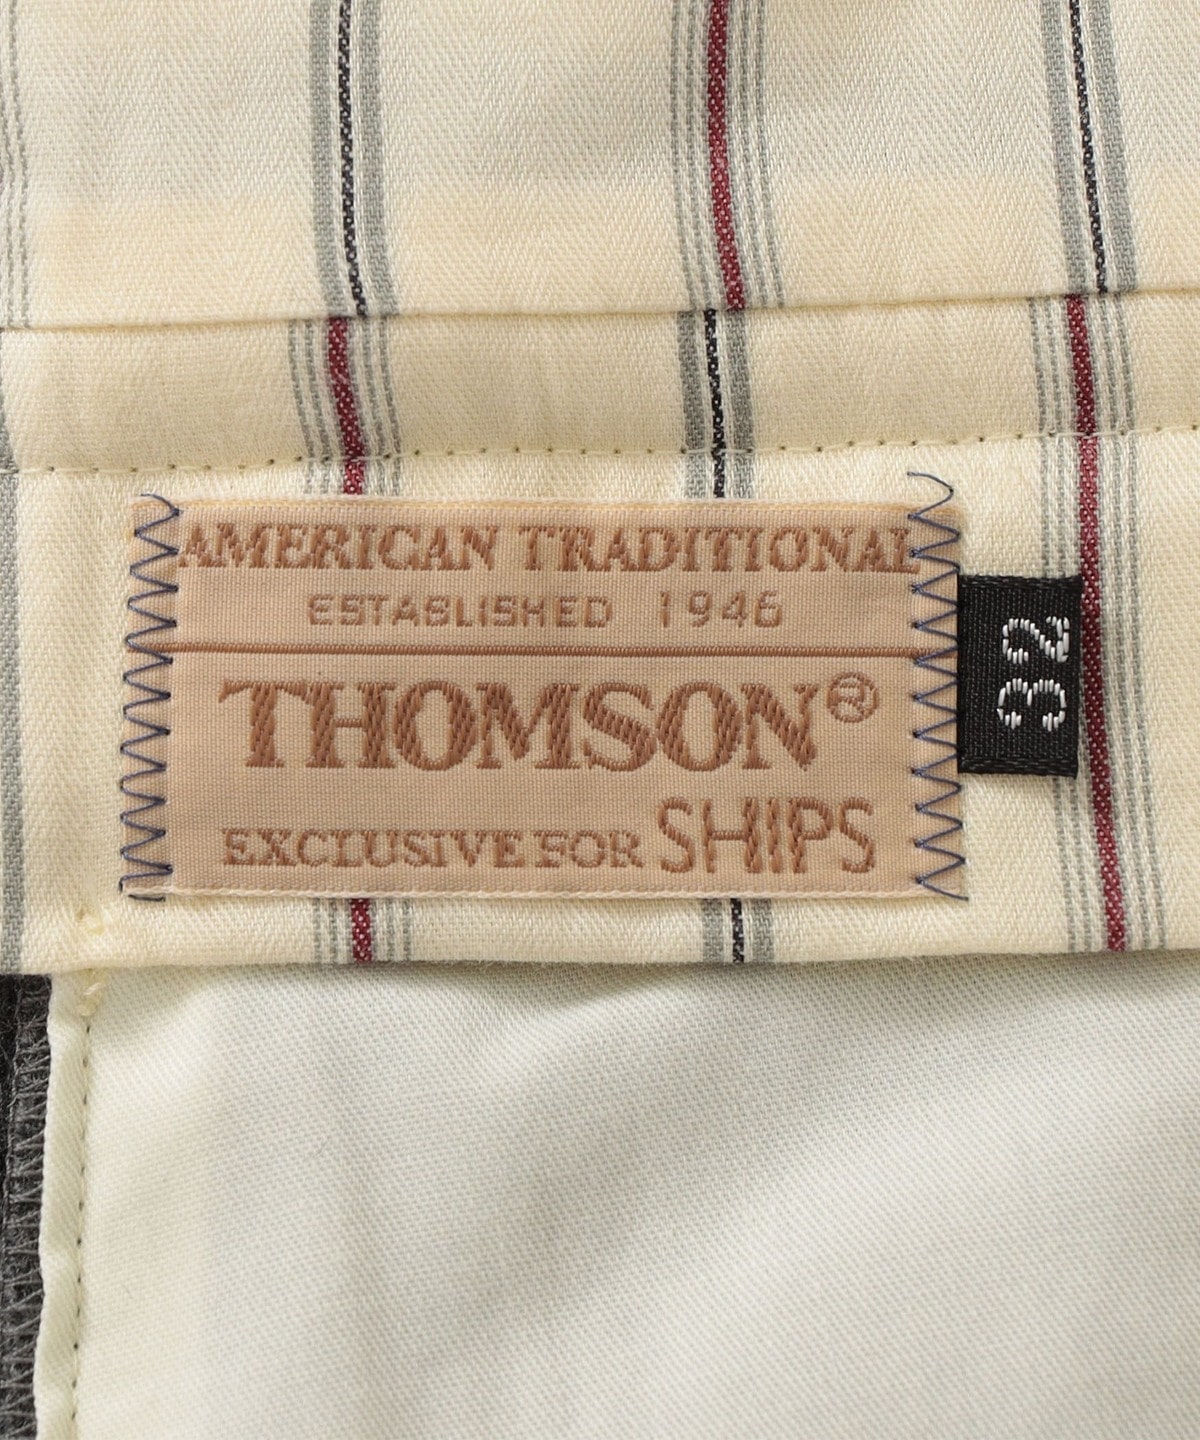 AMERICAN TRADITIONAL
ESTABLISHED 1946
THOMSON®
EXCLUSIVE FOR SHIPS
32